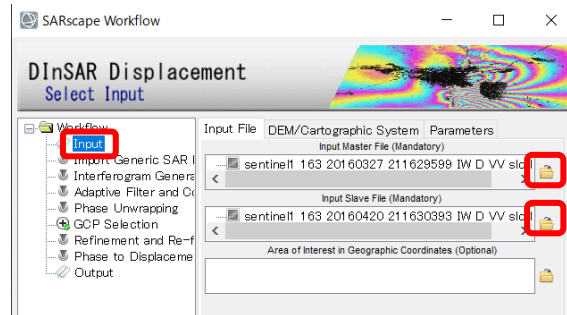 SARscape Workflow
DInSAR Displacement
Select Input
Workflow
Input
Import Generic SAR
Interferogram Genera
Adaptive Filter and Co
Phase Unwrapping
GCP Selection
Refinement and Re-f
Phase to Displaceme
Output
Input File DEM/Cartographic System Parameters
Input Master File (Mandatory)
sentinel1 163 20160327 211629599 IW D VV slc
Input Slave File (Mandatory)
sentinel1 163 20160420 211630393 IW D VV slc
Area of Interest in Geographic Coordinates (Optional)